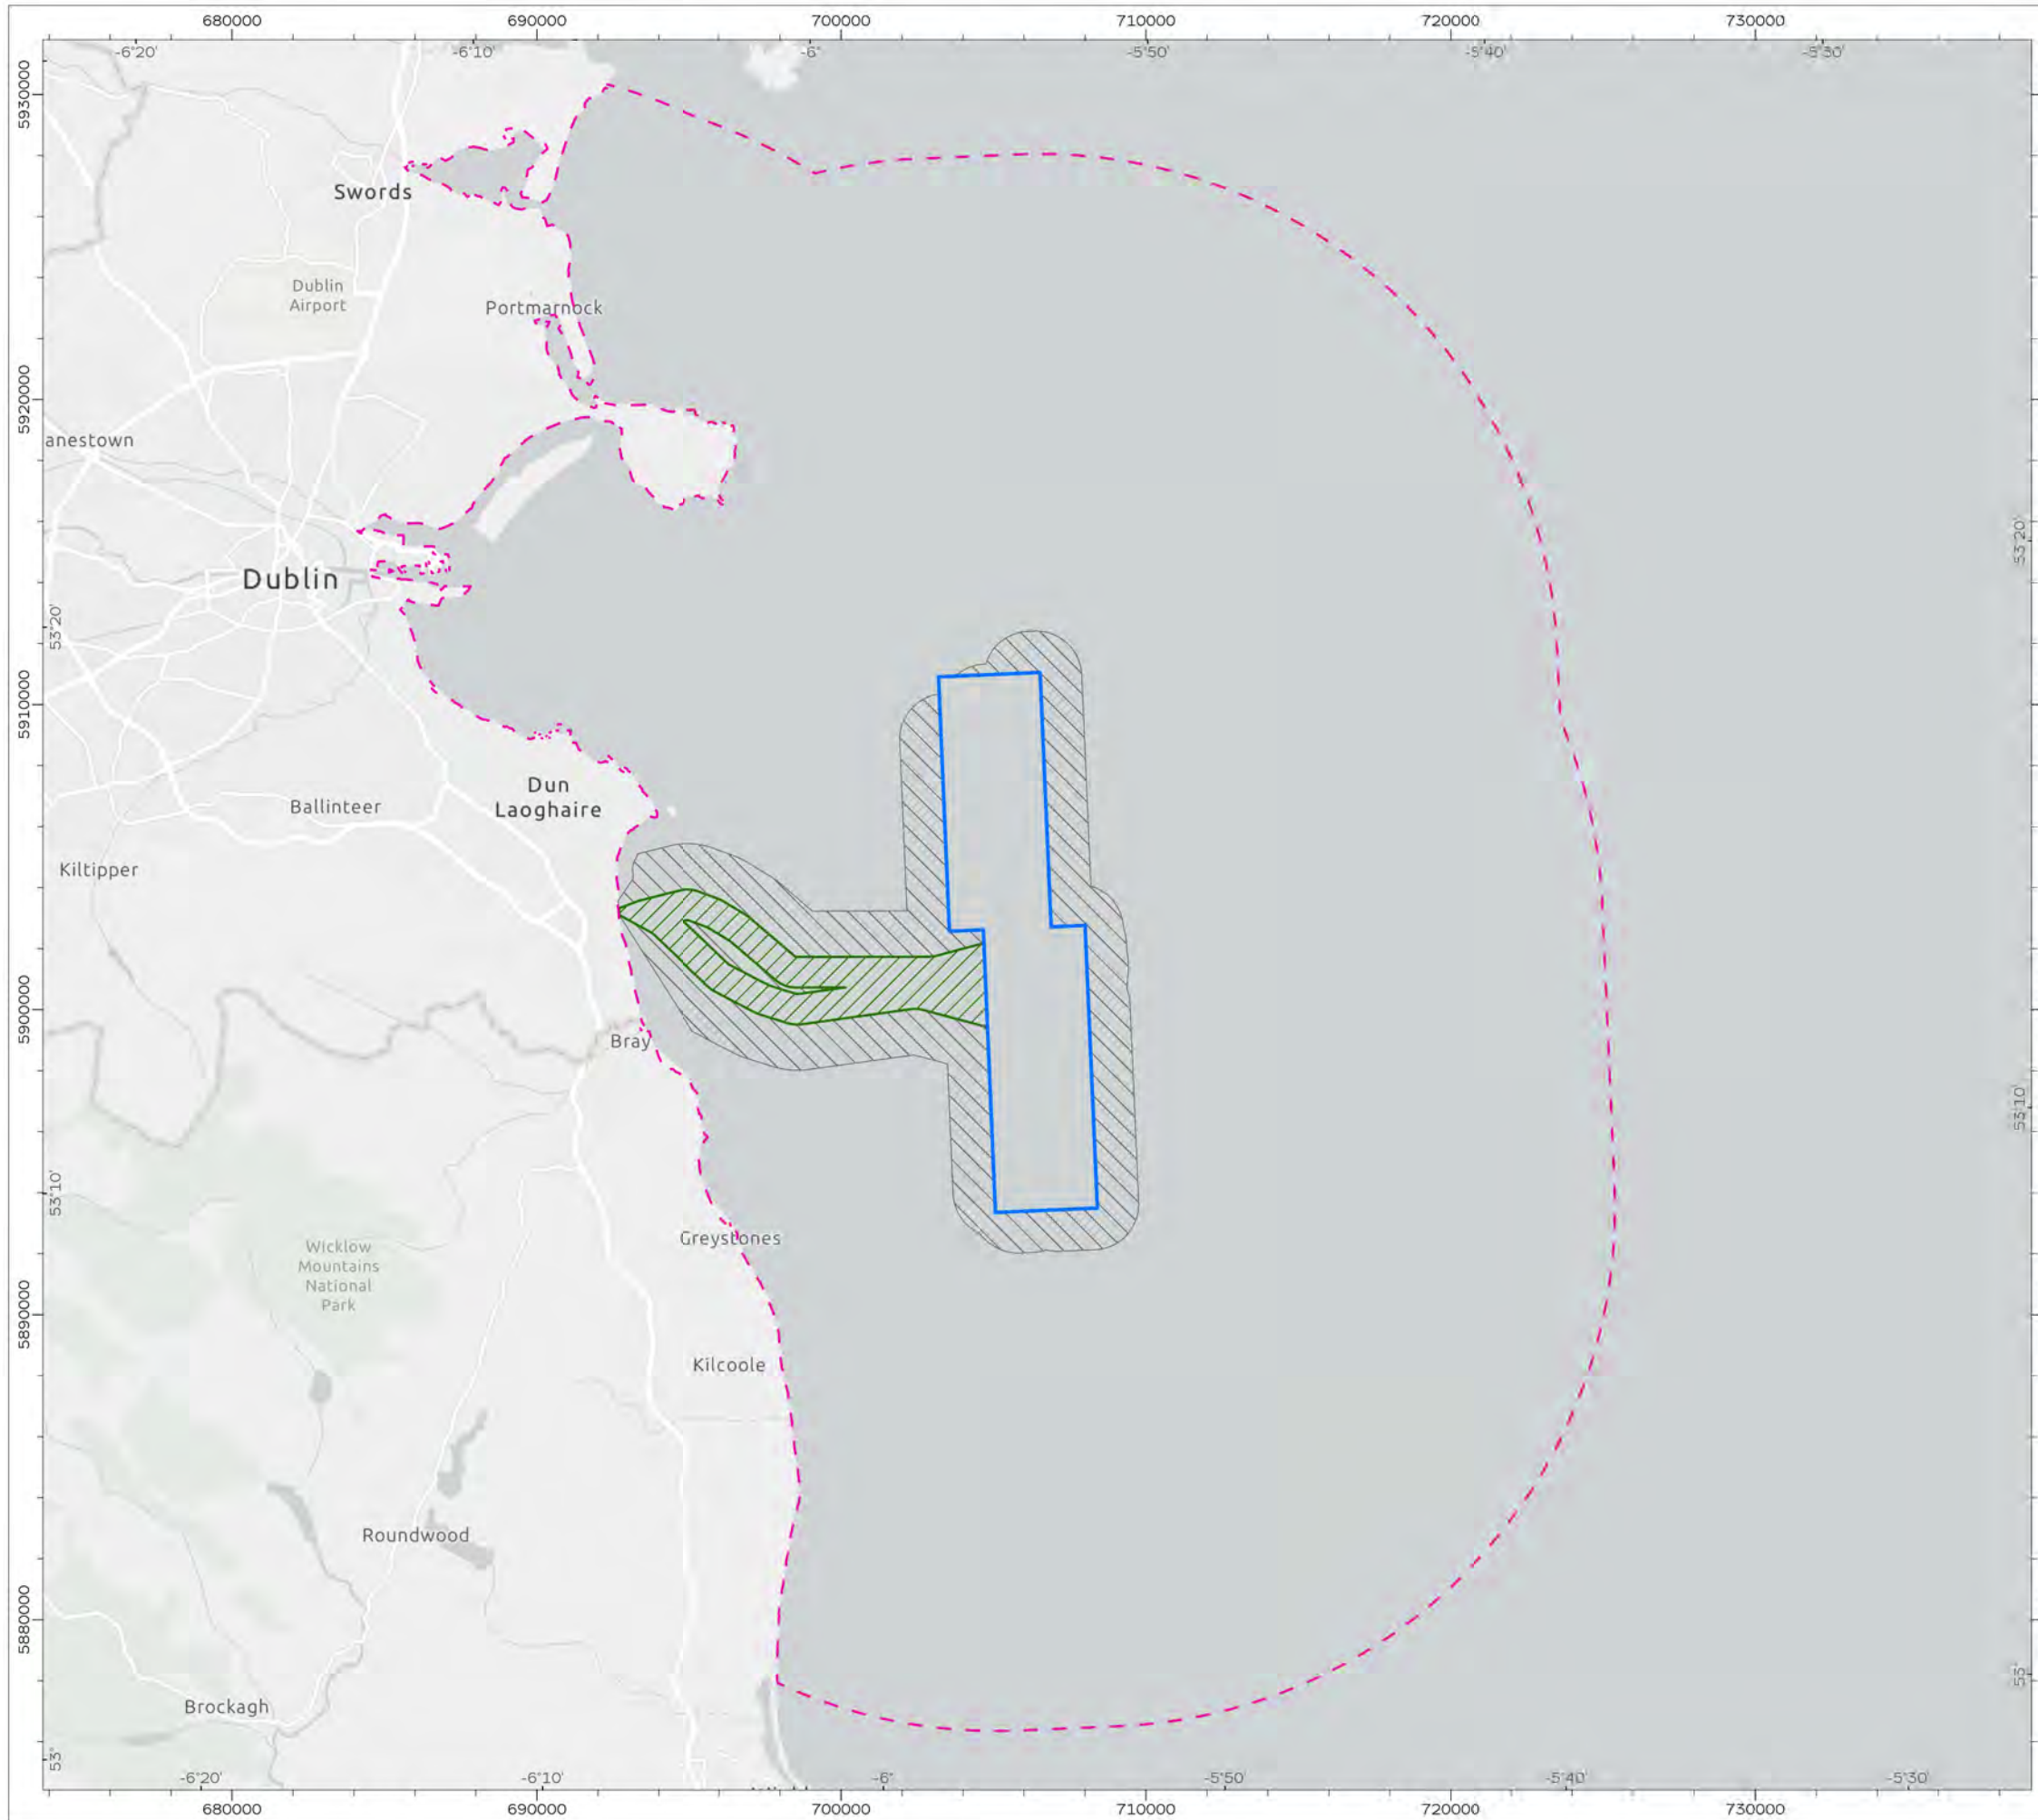 680000 690000 700000 710000 720000 730000
-6°20' -6°10' -6° -5°50' -5°40' -5°30'
5930000
Swords
Dublin
Airport
Portmarnock
5920000
anestown
53°20'
Dublin
53°20'
5910000
Dun
Laoghaire
Ballinteer
Kiltipper
5900000
Bray
53°10'
53°10'
Greystones
Wicklow
Mountains
National
Park
5890000
Kilcoole
Roundwood
5880000
Brockagh
53°
-6°20' -6°10' -6° -5°50' -5°40' -5°30'
680000 690000 700000 710000 720000 730000